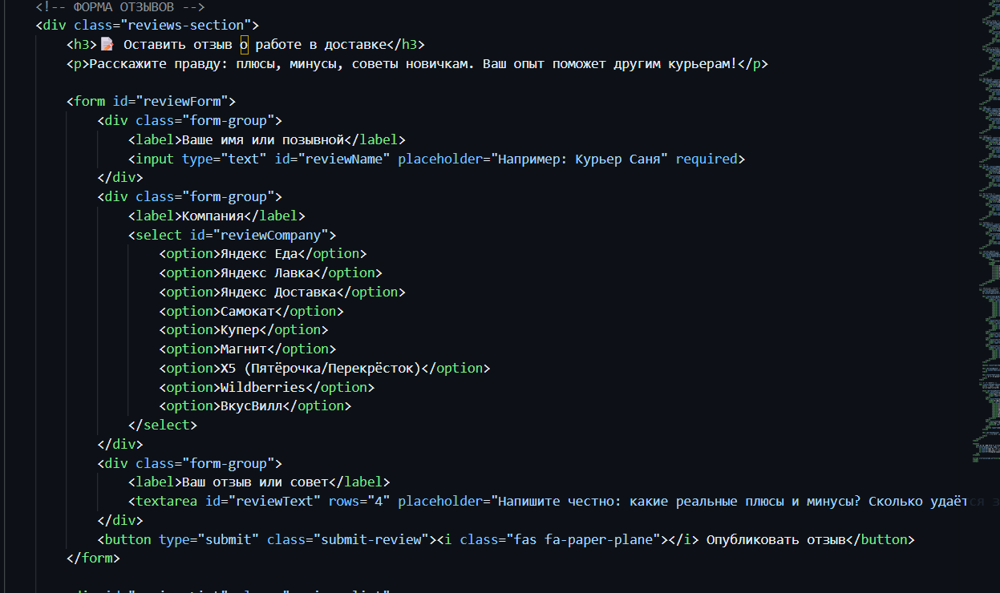 <!-- ФОРМА ОТЗЫВОВ -->
<div class="reviews-section">
<h3>📝 Оставить отзыв о работе в доставке</h3>
<p>Расскажите правду: плюсы, минусы, советы новичкам. Ваш опыт поможет другим курьерам!</p>
<form id="reviewForm">
<div class="form-group">
<label>Ваше имя или позывной</label>
<input type="text" id="reviewName" placeholder="Например: Курьер Саня" required>
</div>
<div class="form-group">
<label>Компания</label>
<select id="reviewCompany">
<option>Яндекс Еда</option>
<option>Яндекс Лавка</option>
<option>Яндекс Доставка</option>
<option>Самокат</option>
<option>Купер</option>
<option>Магнит</option>
<option>X5 (Пятёрочка/Перекрёсток)</option>
<option>Wildberries</option>
<option>ВкусВилл</option>
</select>
</div>
<div class="form-group">
<label>Ваш отзыв или совет</label>
<textarea id="reviewText" rows="4" placeholder="Напишите честно: какие реальные плюсы и минусы? Сколько удаётся з
</div>
<button type="submit" class="submit-review"><i class="fas fa-paper-plane"></i> Опубликовать отзыв</button>
</form>